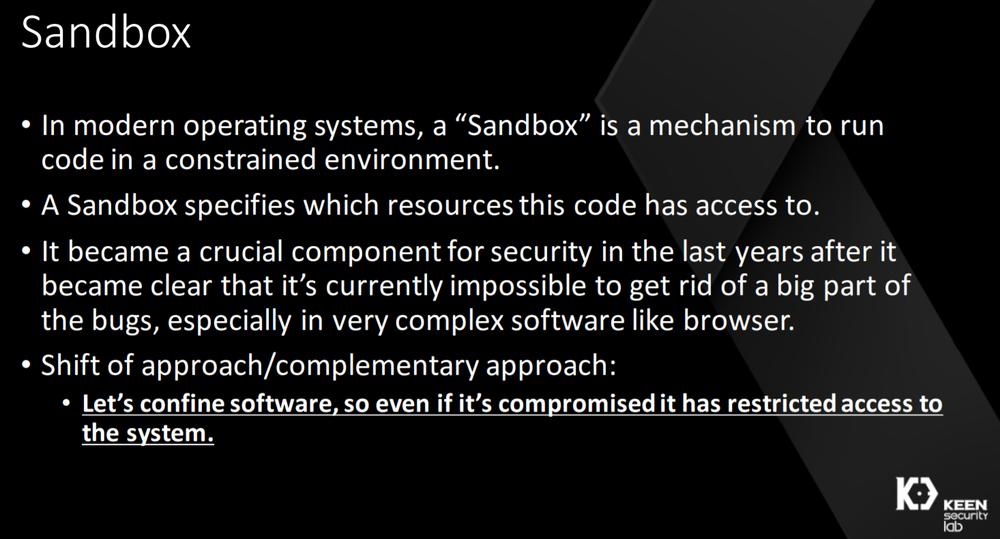 Sandbox
• In modern operating systems, a “Sandbox” is a mechanism to run
code in a constrained environment.
• A Sandbox specifies which resources this code has access to.
• It became a crucial component for security in the last years after it
became clear that it’s currently impossible to get rid of a big part of
the bugs, especially in very complex software like browser.
• Shift of approach/complementary approach:
• Let’s confine software, so even if it’s compromised it has restricted access to
the system.
KEEN
security
lab